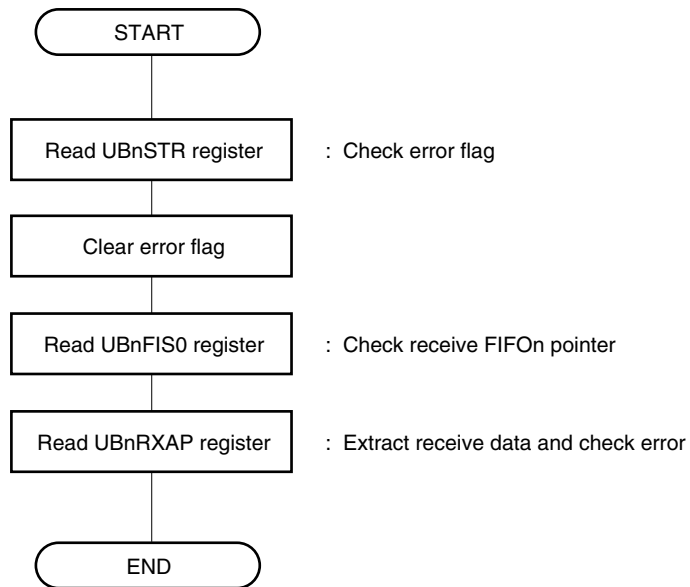 START
Read UBnSTR register : Check error flag
Clear error flag
Read UBnFIS0 register : Check receive FIFOn pointer
Read UBnRXAP register : Extract receive data and check error
END